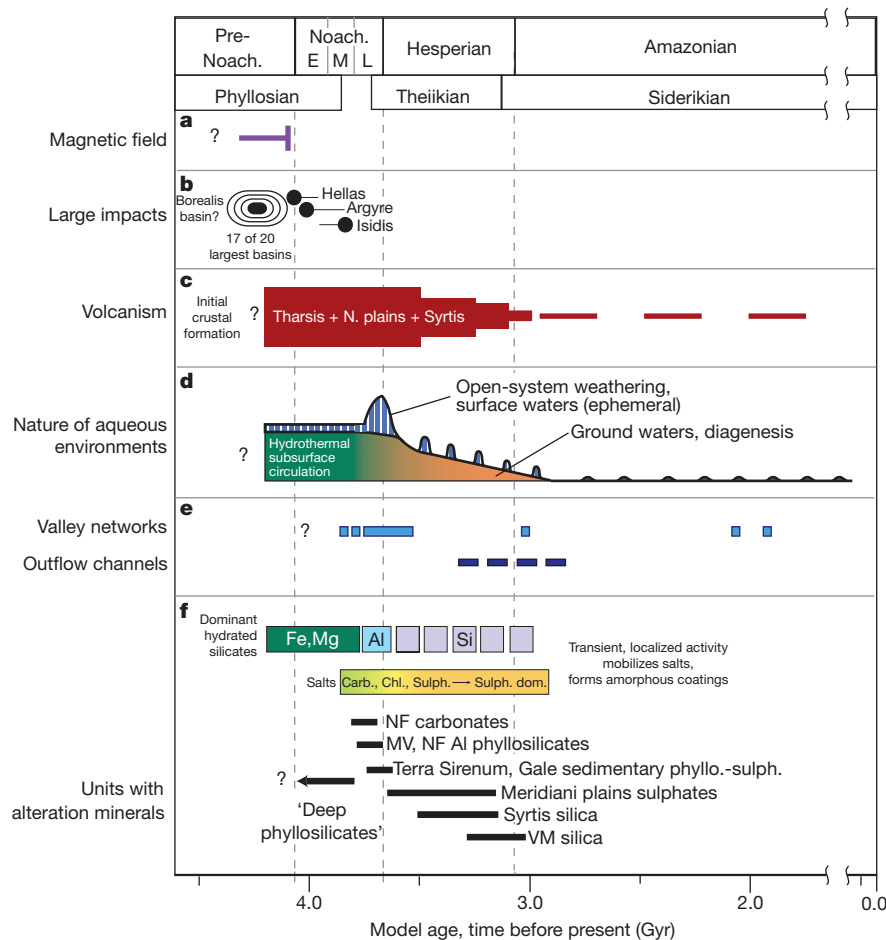 Pre-
Noach.
Noach.
E M L
Hesperian
Amazonian
Phyllosian
Theiikian
Siderikian
a
Magnetic field
?
b
Large impacts
Borealis
basin?
Hellas
Argyre
Isidis
17 of 20
largest basins
c
Volcanism
Initial
crustal
formation
?
Tharsis + N. plains + Syrtis
d
Nature of aqueous
environments
?
Hydrothermal
subsurface
circulation
Open-system weathering,
surface waters (ephemeral)
Ground waters, diagenesis
e
Valley networks
?
Outflow channels
f
Dominant
hydrated
silicates
Fe,Mg
Al
Si
Transient, localized activity
mobilizes salts,
forms amorphous coatings
Salts
Carb., Chl., Sulph. → Sulph. dom.
NF carbonates
MV, NF Al phyllosilicates
Terra Sirenum, Gale sedimentary phyllo.-sulph.
?
'Deep
phyllosilicates'
Meridiani plains sulphates
Syrtis silica
VM silica
Units with
alteration minerals
4.0 3.0 2.0 0.0
Model age, time before present (Gyr)